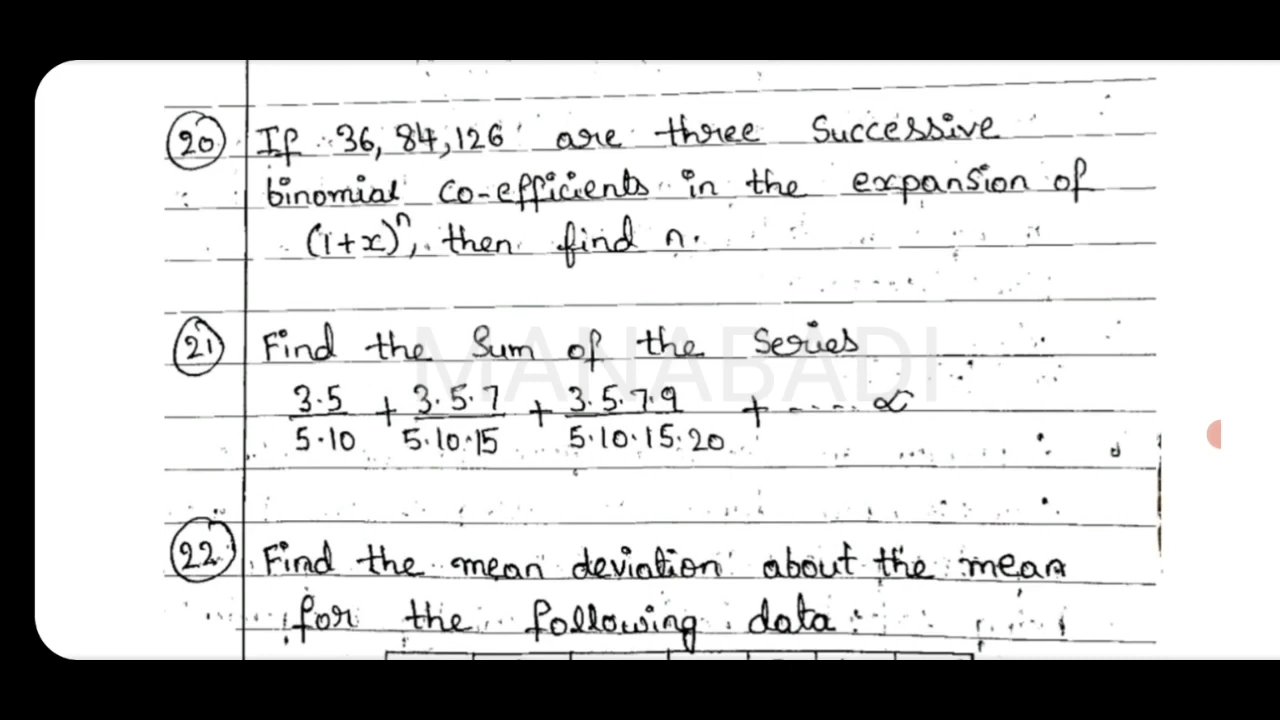 20 If 36, 84, 126 are three Successive
binomial co-efficients in the expansion of
(1+x)ⁿ, then find n.
21 Find the Sum of the Series
3·5/5·10 + 3·5·7/5·10·15 + 3·5·7·9/5·10·15·20 + ..... ∝
MANABADI
22 Find the mean deviation about the mean
for the following data: